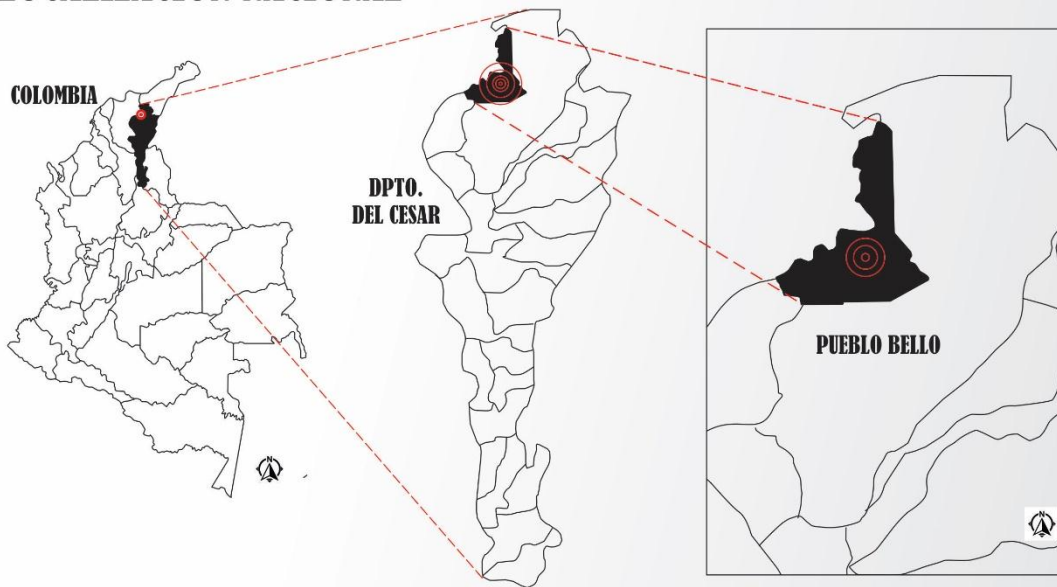 COLOMBIA
DPTO.
DEL CESAR
PUEBLO BELLO
N
N